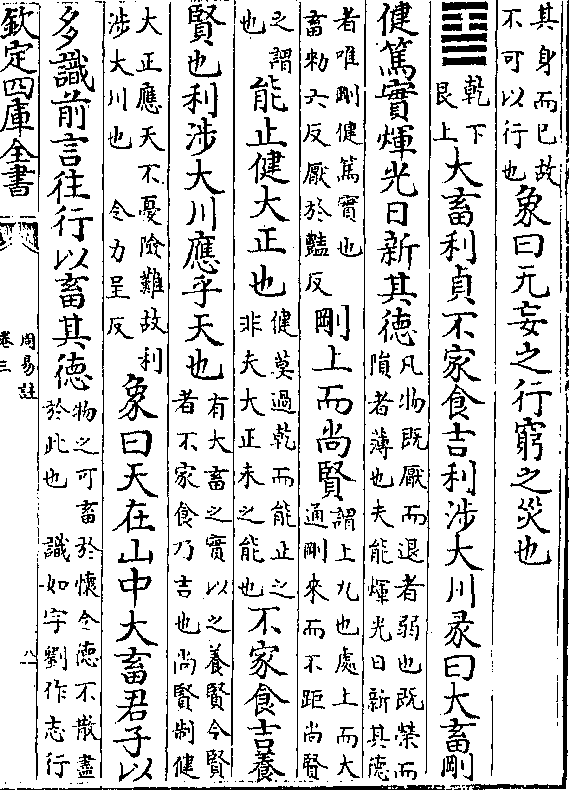 其身而已故
不可以行也
象曰无妄之行窮之災也
䷙
乾下
艮上
大畜利貞不家食吉利涉大川彖曰大畜剛
健篤實煇光日新其德
凡物既厭而退者弱也既榮而
隕者薄也夫能煇光日新其德
者唯剛健篤實也
畜勑六反厭於豔反
剛上而尚賢
謂上九也處上而大
通剛來而不距尚賢
之謂
也
能止健大正也
健莫過乾而能止之
非夫大正未之能也
不家食吉養
賢也利涉大川應乎天也
有大畜之實以之養賢令賢
者不家食乃吉也尚賢制健
大正應天不憂險難故利
涉大川也 令力呈反
象曰天在山中大畜君子以
多識前言往行以畜其德
物之可畜於懷令德不散盡
於此也 識如字劉作志行
欽定四庫全書
周易註
卷三
八